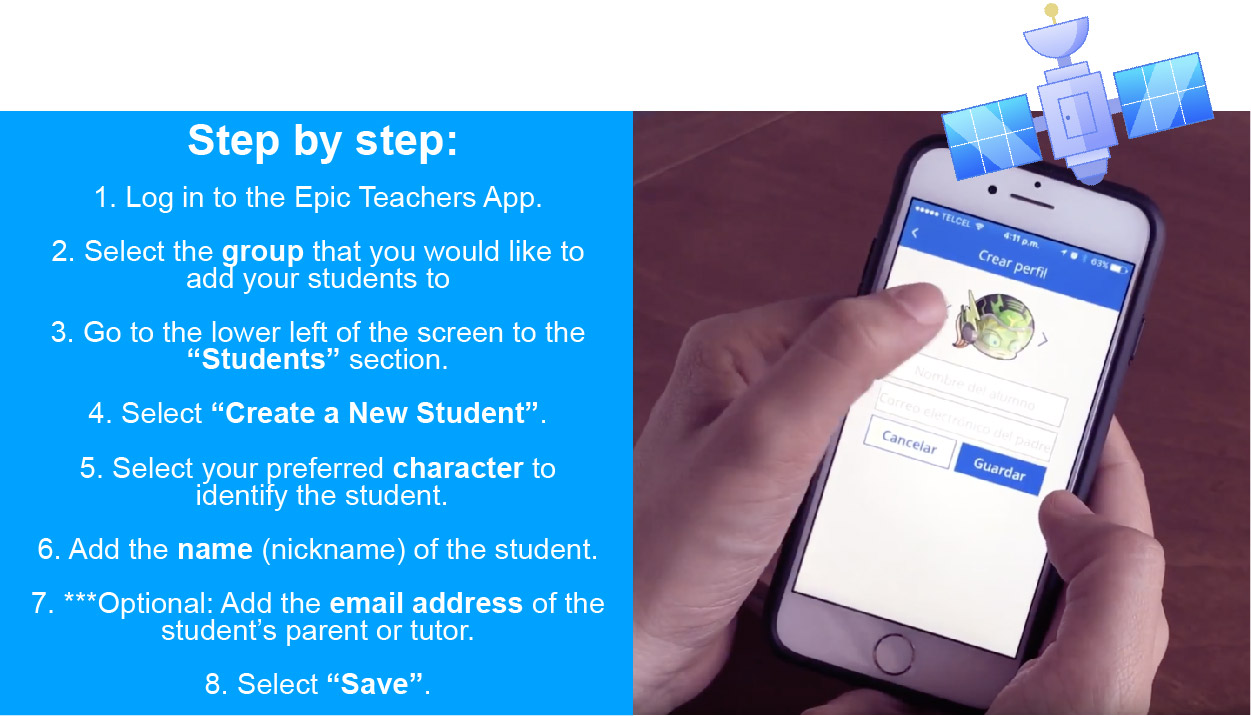 Step by step:
1. Log in to the Epic Teachers App.
2. Select the group that you would like to
add your students to
3. Go to the lower left of the screen to the
“Students” section.
4. Select “Create a New Student”.
5. Select your preferred character to
identify the student.
6. Add the name (nickname) of the student.
7. ***Optional: Add the email address of the
student’s parent or tutor.
8. Select “Save”.
TELCEL 4:11 p.m. 63%
Crear perfil
Nombre del alumno
Correo electrónico del padre
Cancelar Guardar